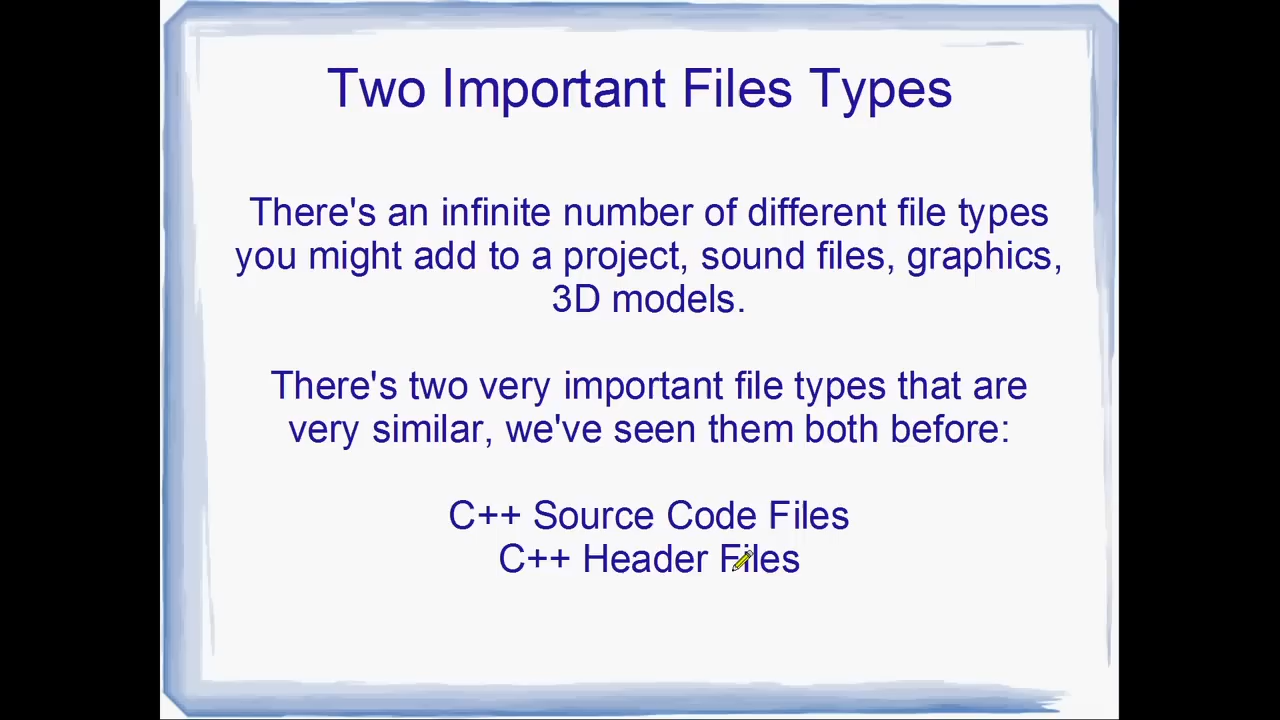 Two Important Files Types
There's an infinite number of different file types
you might add to a project, sound files, graphics,
3D models.
There's two very important file types that are
very similar, we've seen them both before:
C++ Source Code Files
C++ Header Files